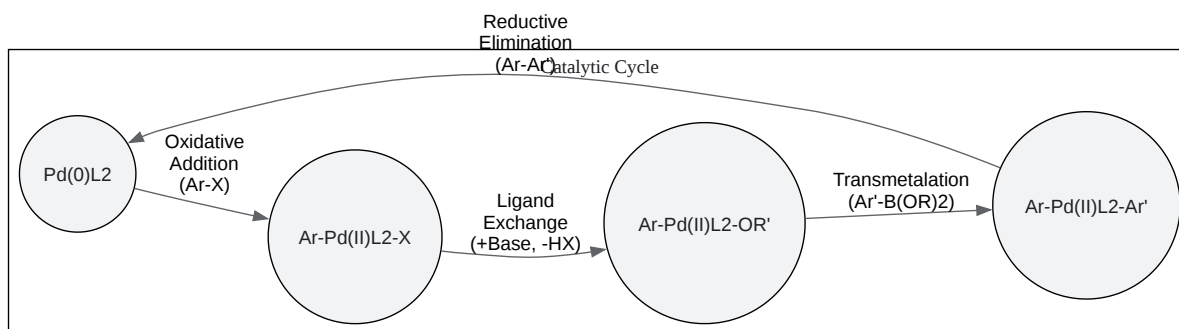 Reductive
Elimination
(Ar-Ar')
Catalytic Cycle
Pd(0)L2
Oxidative
Addition
(Ar-X)
Ar-Pd(II)L2-X
Ligand
Exchange
(+Base, -HX)
Ar-Pd(II)L2-OR'
Transmetalation
(Ar'-B(OR)2)
Ar-Pd(II)L2-Ar'